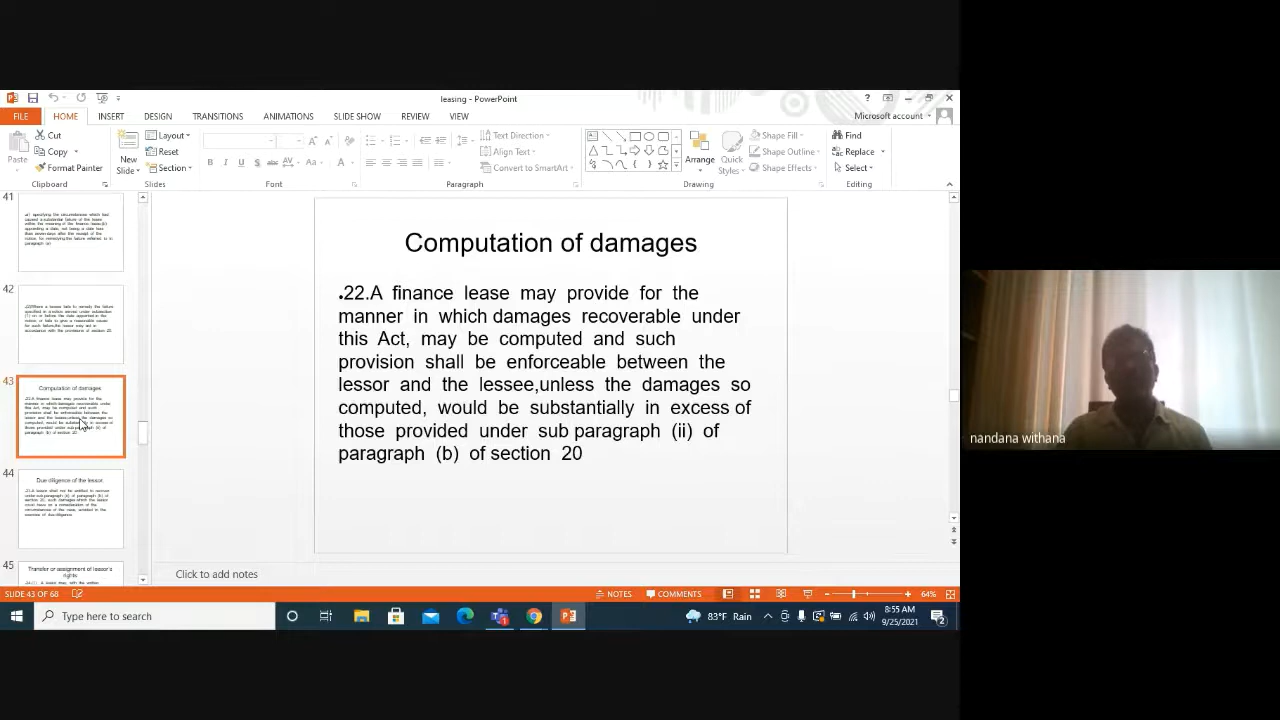 leasing - PowerPoint
FILE HOME INSERT DESIGN TRANSITIONS ANIMATIONS SLIDE SHOW REVIEW VIEW
Microsoft account
Paste
Cut
Copy
Format Painter
Clipboard
New Slide
Layout
Reset
Section
Slides
Font
Text Direction
Align Text
Convert to SmartArt
Paragraph
Arrange
Quick Styles
Shape Fill
Shape Outline
Shape Effects
Drawing
Find
Replace
Select
Editing
41
42
43
Computation of damages
44
Due diligence of the lessor
45
Transfer or assignment of lessor's
rights
Computation of damages
.22.A finance lease may provide for the
manner in which damages recoverable under
this Act, may be computed and such
provision shall be enforceable between the
lessor and the lessee,unless the damages so
computed, would be substantially in excess of
those provided under sub paragraph (ii) of
paragraph (b) of section 20
Click to add notes
SLIDE 43 OF 68
NOTES
COMMENTS
64%
Type here to search
83°F Rain
8:55 AM
9/25/2021
2
nandana withana